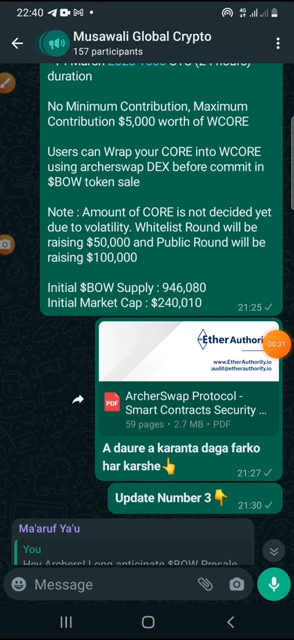 22:40
Musawali Global Crypto
157 participants
duration
No Minimum Contribution, Maximum
Contribution $5,000 worth of WCORE
Users can Wrap your CORE into WCORE
using archerswap DEX before commit in
$BOW token sale
Note : Amount of CORE is not decided yet
due to volatility. Whitelist Round will be
raising $50,000 and Public Round will be
raising $100,000
Initial $BOW Supply : 946,080
Initial Market Cap : $240,010
21:25
Ether Authority
00:31
www.EtherAuthority.io
audit@etherauthority.io
PDF
ArcherSwap Protocol -
Smart Contracts Security ...
59 pages • 2.7 MB • PDF
A daure a karanta daga farko
har karshe👆
21:27
Update Number 3👇
21:30
Ma'aruf Ya'u
You
Hey Archers! Long anticipate $BOW Presale
Message